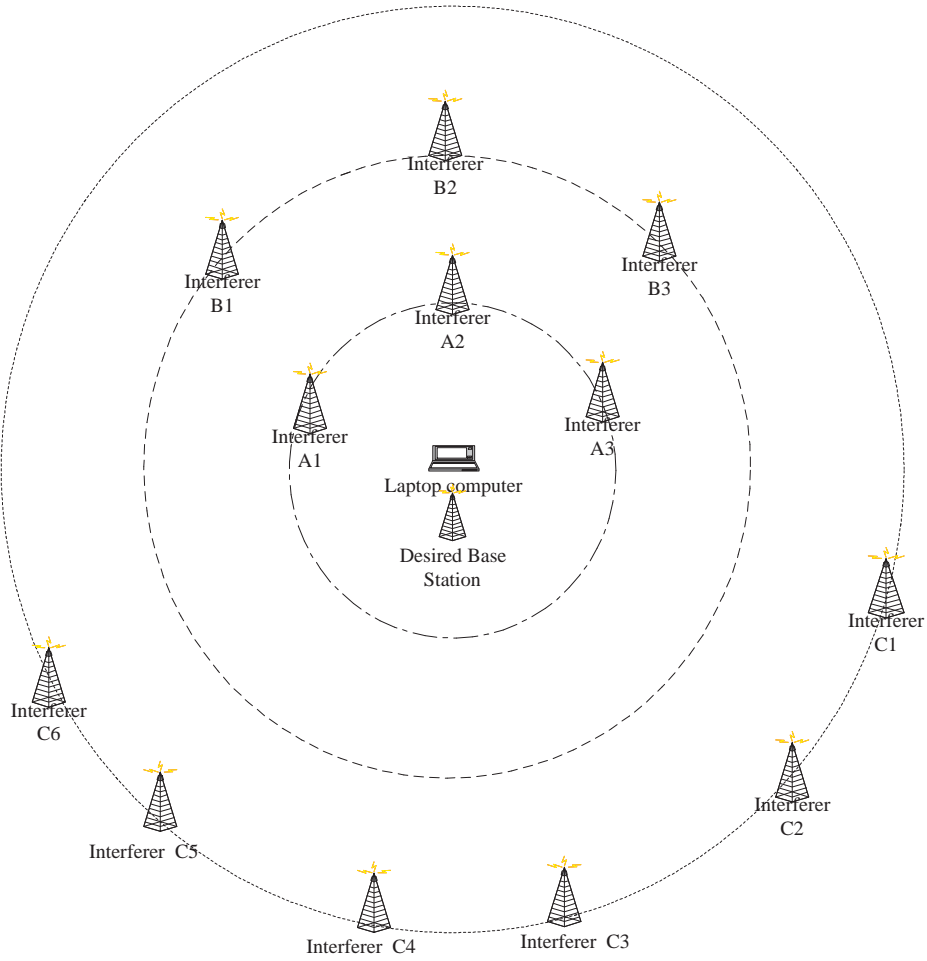 Interferer
B2
Interferer
B1
Interferer
B3
Interferer
A2
Interferer
A1
Interferer
A3
Laptop computer
Desired Base
Station
Interferer
C1
Interferer
C6
Interferer
C2
Interferer C5
Interferer C4
Interferer C3